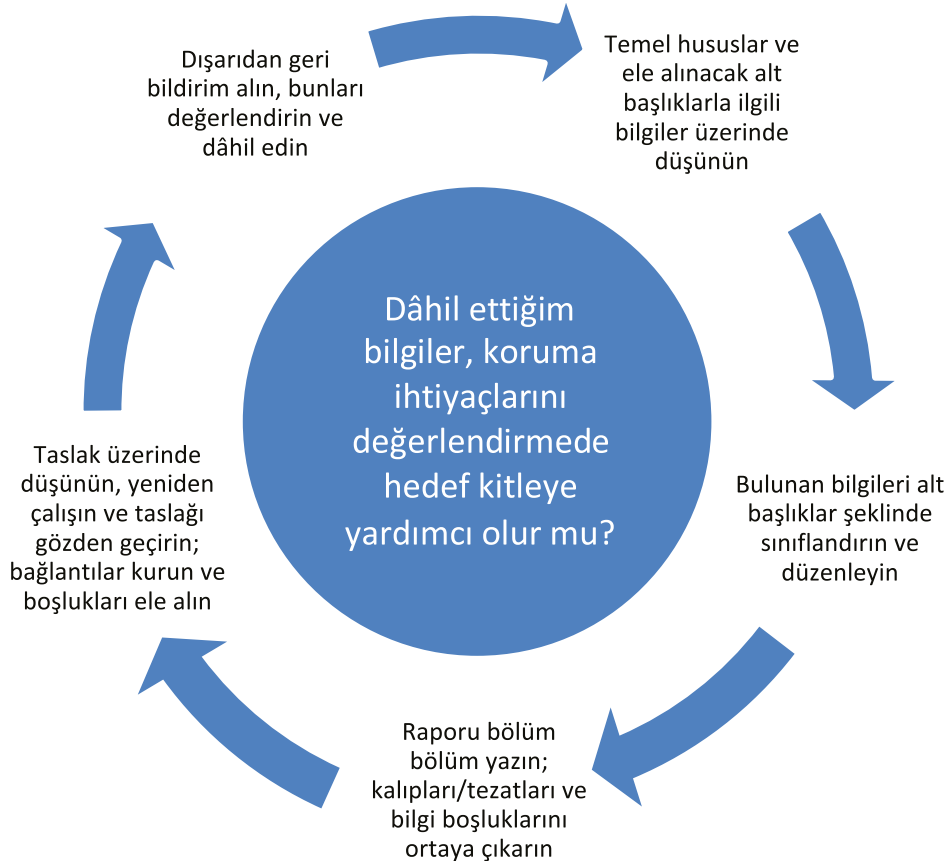 Dışarıdan geri
bildirim alın, bunları
değerlendirin ve
dâhil edin
Temel hususlar ve
ele alınacak alt
başlıklarla ilgili
bilgiler üzerinde
düşünün
Dâhil ettiğim
bilgiler, koruma
ihtiyaçlarını
değerlendirmede
hedef kitleye
yardımcı olur mu?
Bulunan bilgileri alt
başlıklar şeklinde
sınıflandırın ve
düzenleyin
Raporu bölüm
bölüm yazın;
kalıpları/tezatları ve
bilgi boşluklarını
ortaya çıkarın
Taslak üzerinde
düşünün, yeniden
çalışın ve taslağı
gözden geçirin;
bağlantılar kurun ve
boşlukları ele alın